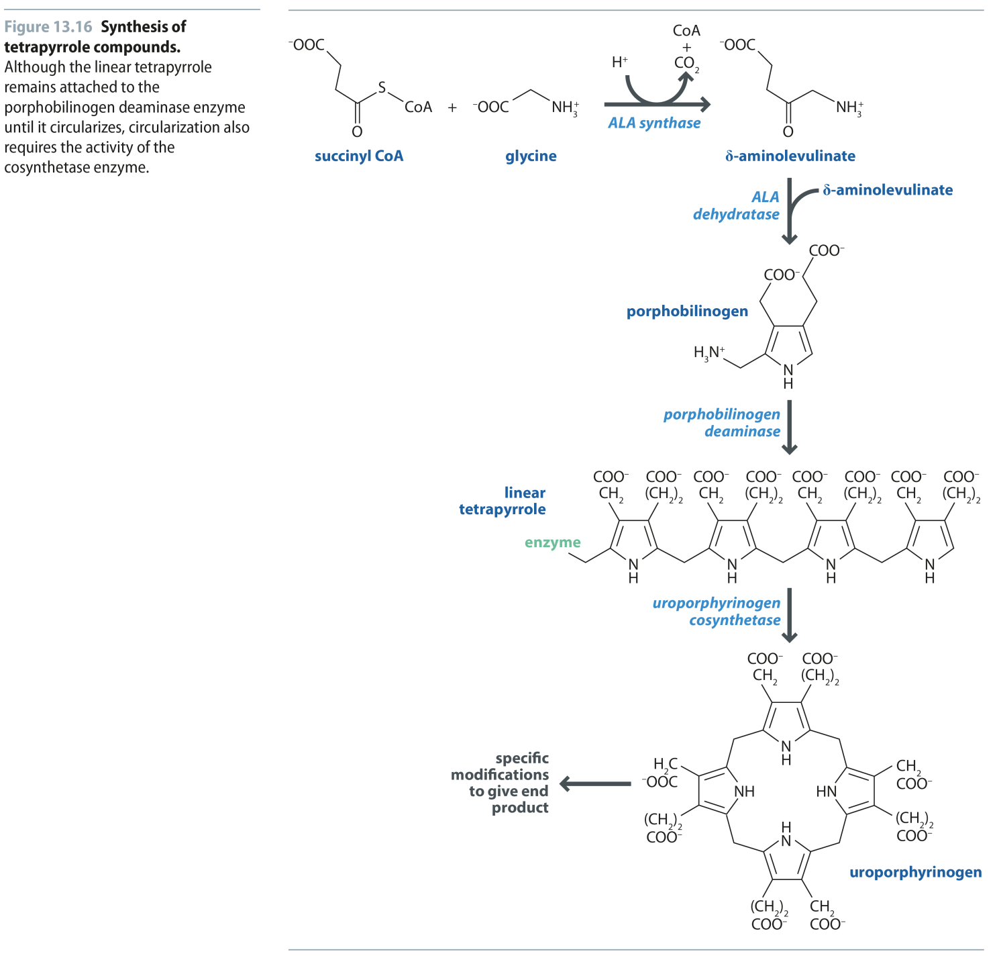 Figure 13.16 Synthesis of
tetrapyrrole compounds.
Although the linear tetrapyrrole
remains attached to the
porphobilinogen deaminase enzyme
until it circularizes, circularization also
requires the activity of the
cosynthetase enzyme.
⁻OOC
S
CoA
O
succinyl CoA
+
⁻OOC
NH₃⁺
glycine
H⁺
CoA
+
CO₂
ALA synthase
⁻OOC
NH₃⁺
O
δ-aminolevulinate
ALA
dehydratase
δ-aminolevulinate
COO⁻
COO⁻
porphobilinogen
H₃N⁺
N
H
porphobilinogen
deaminase
linear
tetrapyrrole
COO⁻ COO⁻ COO⁻ COO⁻ COO⁻ COO⁻ COO⁻ COO⁻
CH₂ (CH₂)₂ CH₂ (CH₂)₂ CH₂ (CH₂)₂ CH₂ (CH₂)₂
enzyme
N N N N
H H H H
uroporphyrinogen
cosynthetase
COO⁻ COO⁻
CH₂ (CH₂)₂
N
H
H₂C
⁻OOC
NH
(CH₂)₂
COO⁻
HN
CH₂
COO⁻
(CH₂)₂
COO⁻
H
N
(CH₂)₂ CH₂
COO⁻ COO⁻
uroporphyrinogen
specific
modifications
to give end
product